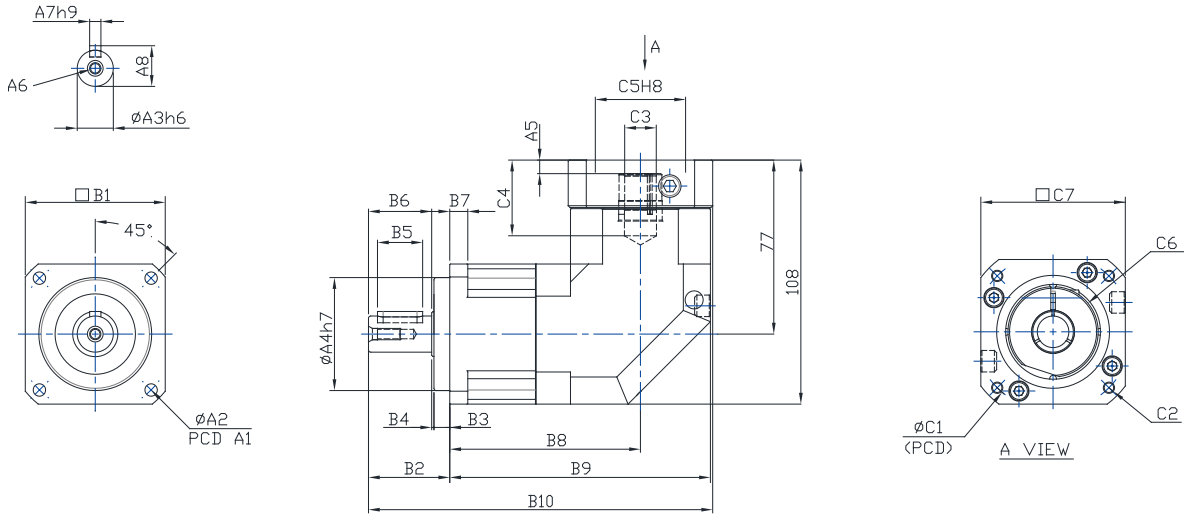 A7h9
A8
A6
ØA3h6
□B1
45°
ØA2
PCD A1
A
C5H8
C3
A5
C4
B6
B7
B5
77
108
ØA4h7
B4
B3
B8
B2
B9
B10
□C7
C6
ØC1
(PCD)
C2
A VIEW